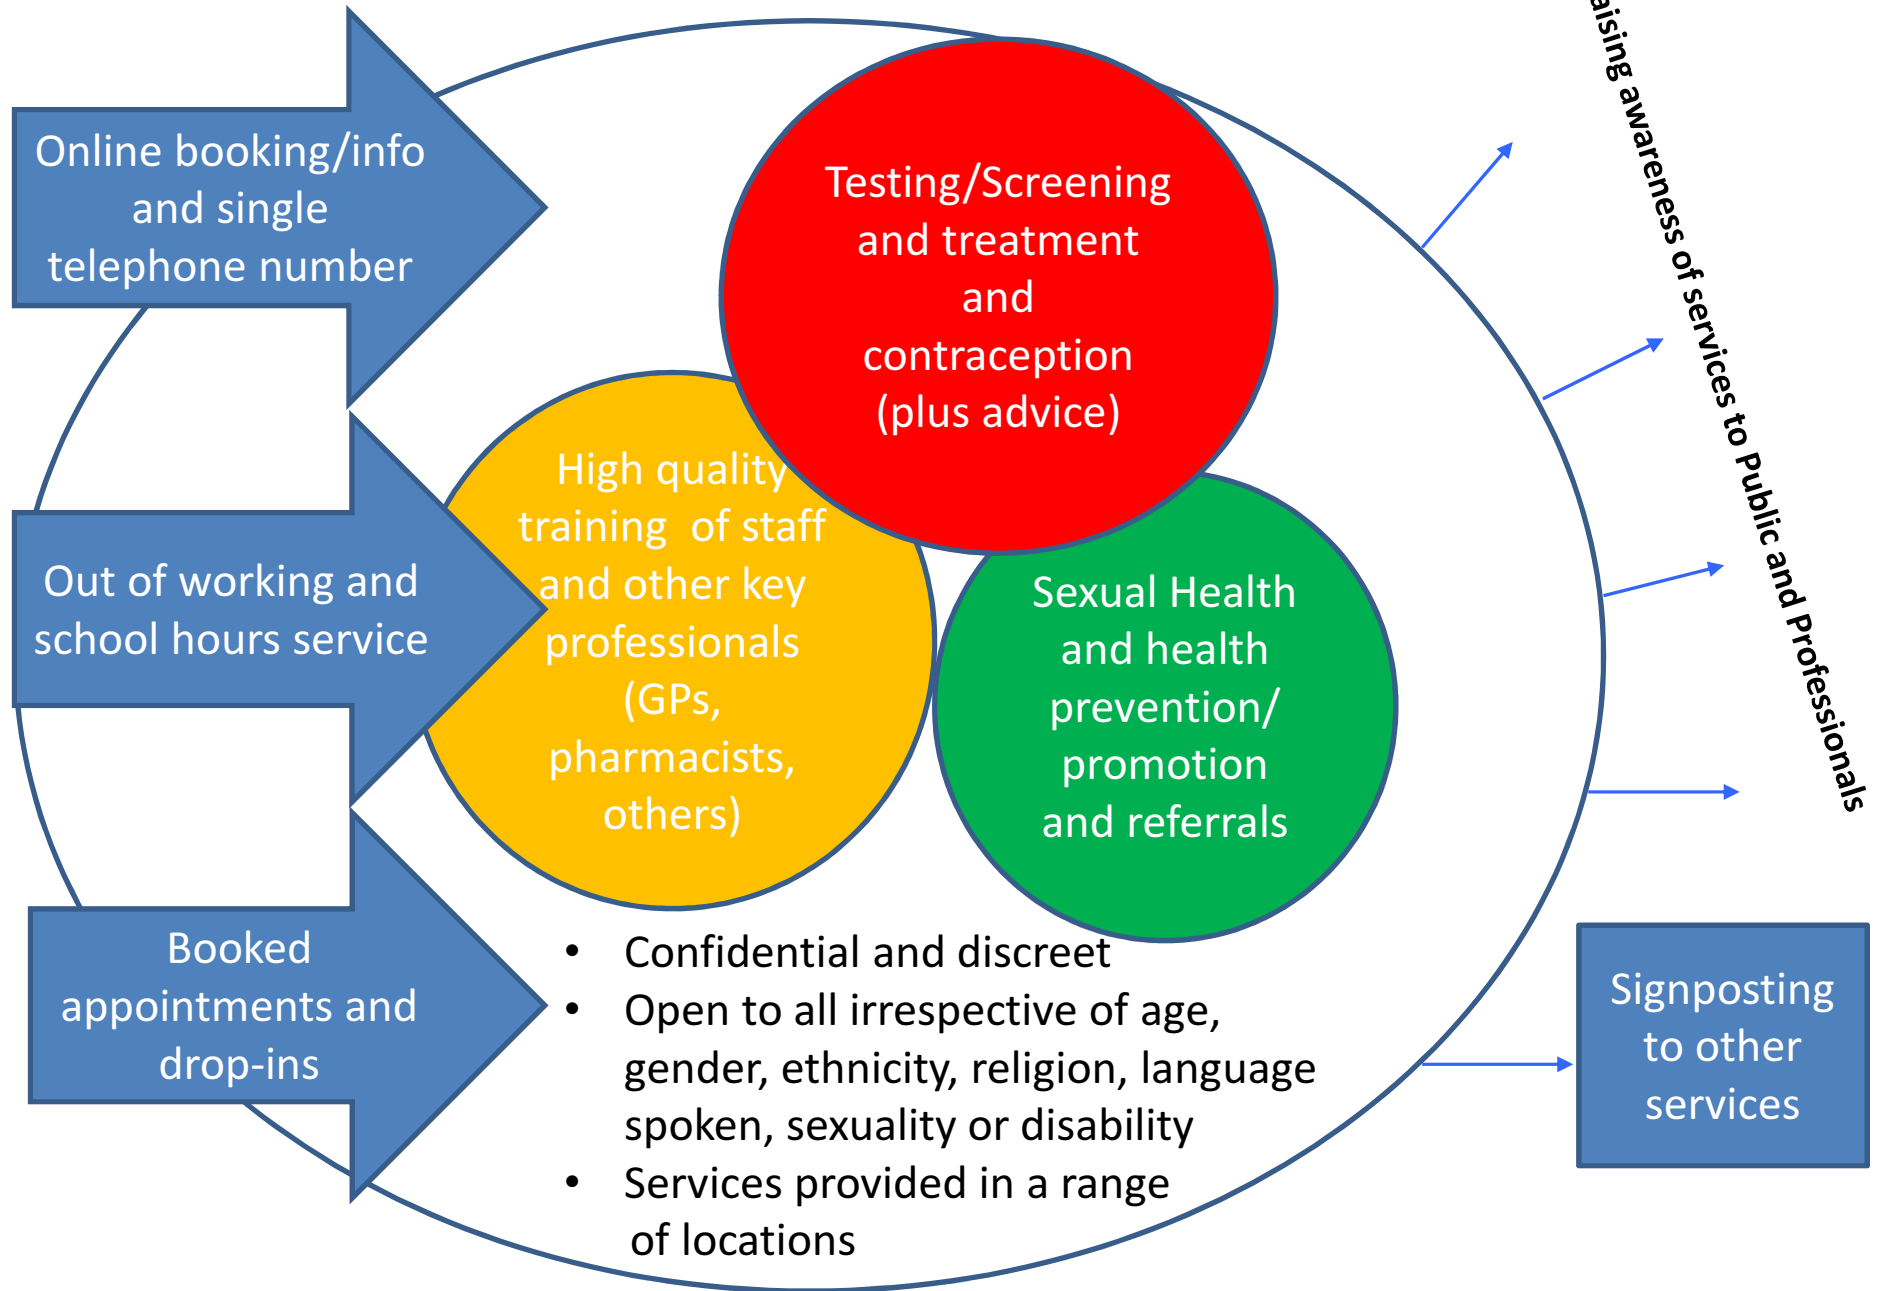 Online booking/info
and single
telephone number
Out of working and
school hours service
Booked
appointments and
drop-ins
Testing/Screening
and treatment
and
contraception
(plus advice)
High quality
training of staff
and other key
professionals
(GPs,
pharmacists,
others)
Sexual Health
and health
prevention/
promotion
and referrals
• Confidential and discreet
• Open to all irrespective of age,
gender, ethnicity, religion, language
spoken, sexuality or disability
• Services provided in a range
of locations
aising awareness of services to Public and Professionals
Signposting
to other
services